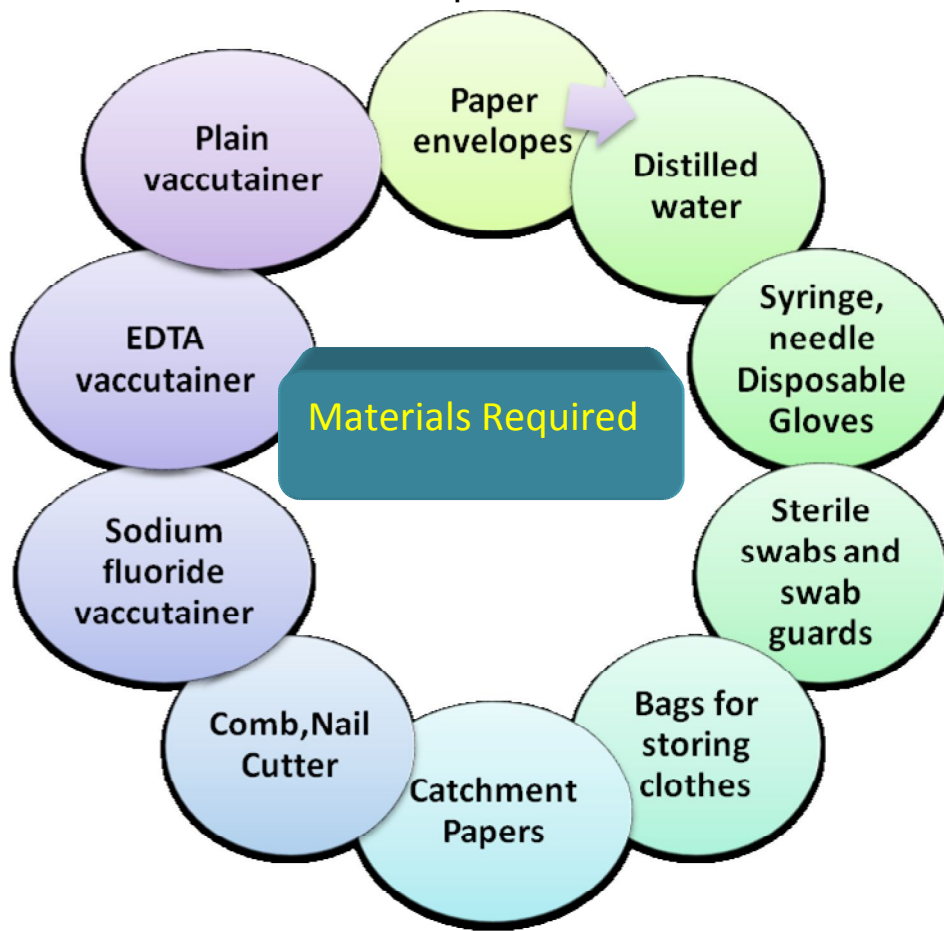 Paper
envelopes
Distilled
water
Syringe,
needle
Disposable
Gloves
Sterile
swabs and
swab
guards
Bags for
storing
clothes
Catchment
Papers
Comb,Nail
Cutter
Sodium
fluoride
vaccutainer
EDTA
vaccutainer
Plain
vaccutainer
Materials Required